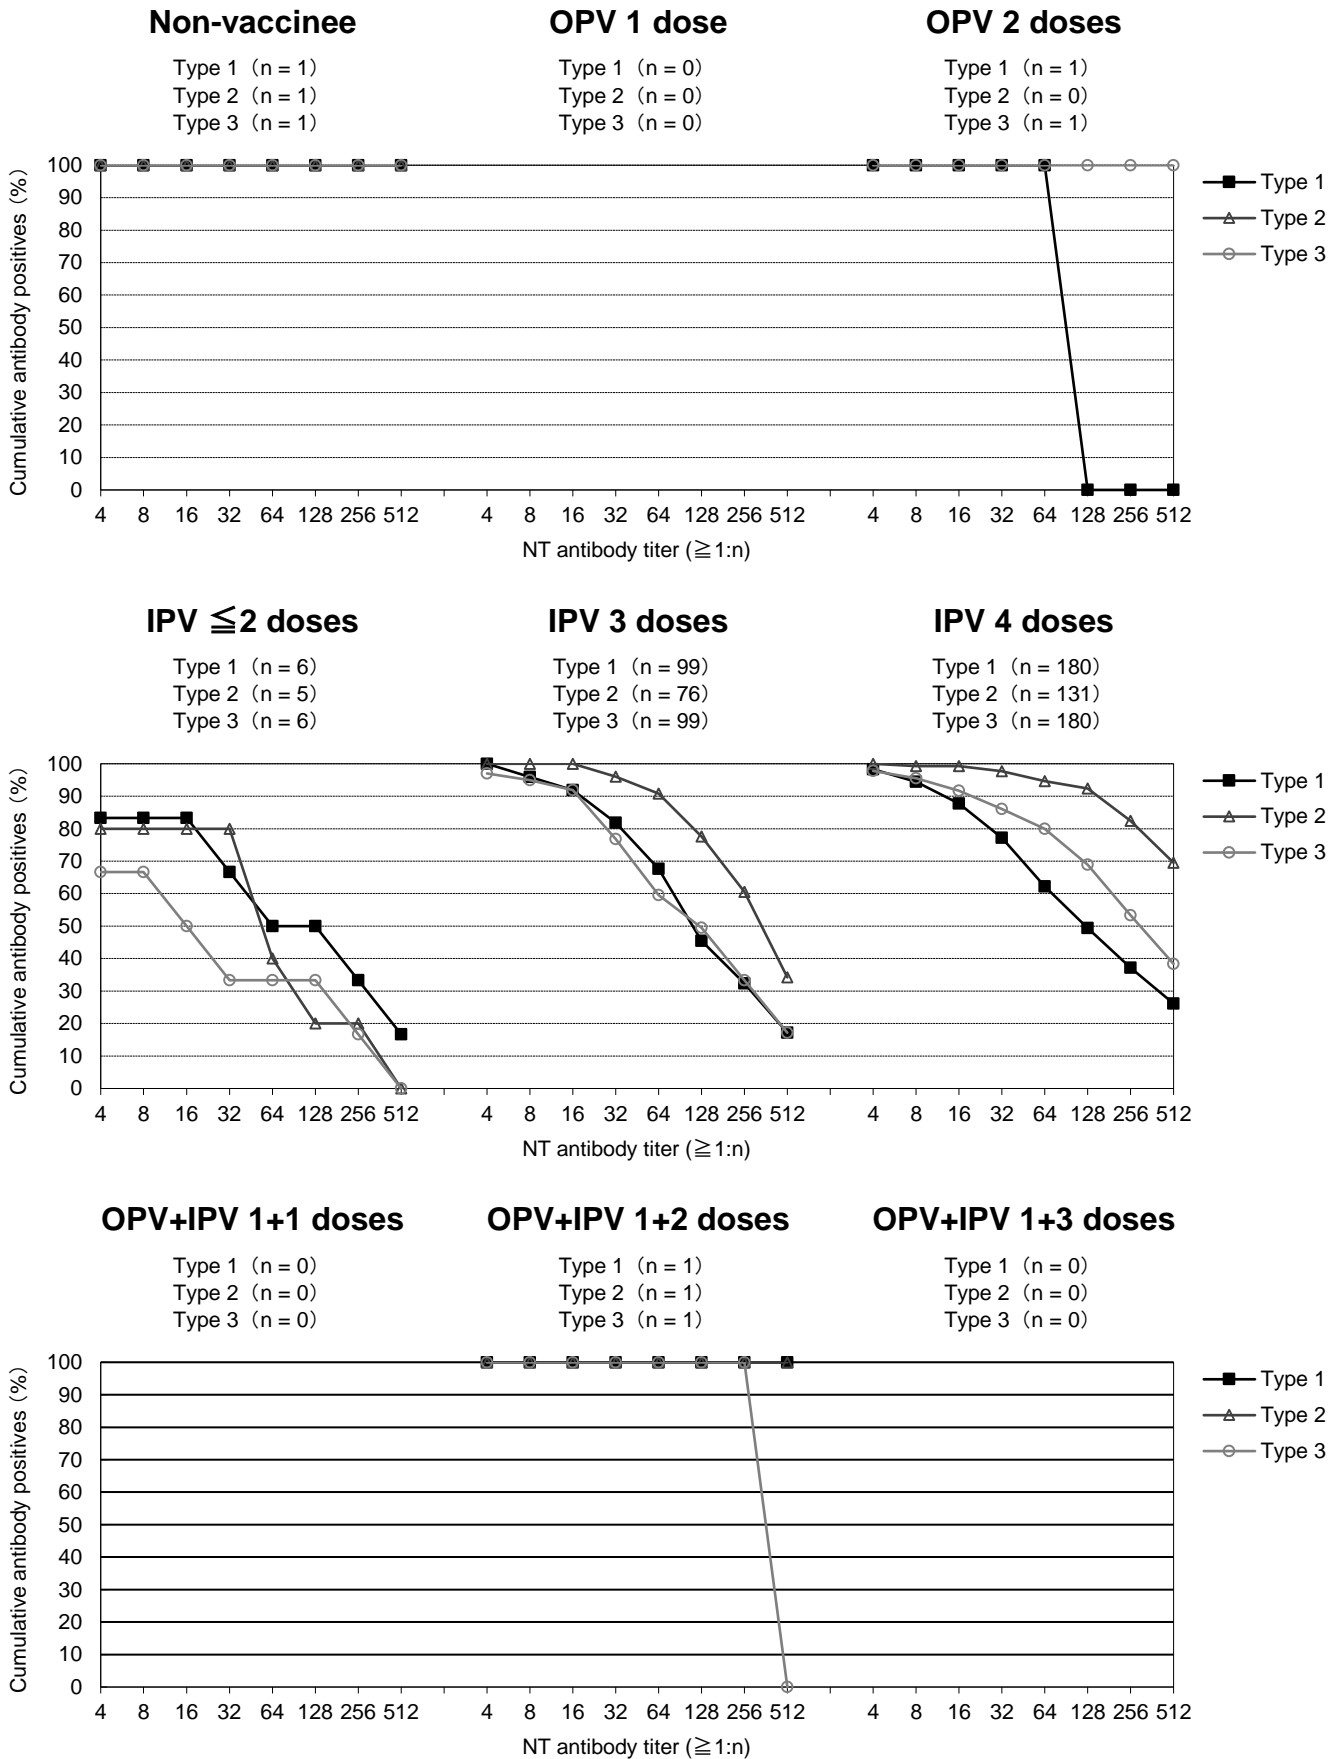 Non-vaccinee OPV 1 dose OPV 2 doses
Type 1（n = 1） Type 1（n = 0） Type 1（n = 1）
Type 2（n = 1） Type 2（n = 0） Type 2（n = 0）
Type 3（n = 1） Type 3（n = 0） Type 3（n = 1）
Cumulative antibody positives（%）
100
90
80
70
60
50
40
30
20
10
0
4 8 16 32 64 128 256 512 4 8 16 32 64 128 256 512 4 8 16 32 64 128 256 512
NT antibody titer (≧1:n)
Type 1
Type 2
Type 3
IPV ≦2 doses IPV 3 doses IPV 4 doses
Type 1（n = 6） Type 1（n = 99） Type 1（n = 180）
Type 2（n = 5） Type 2（n = 76） Type 2（n = 131）
Type 3（n = 6） Type 3（n = 99） Type 3（n = 180）
Cumulative antibody positives（%）
100
90
80
70
60
50
40
30
20
10
0
4 8 16 32 64 128 256 512 4 8 16 32 64 128 256 512 4 8 16 32 64 128 256 512
NT antibody titer (≧1:n)
Type 1
Type 2
Type 3
OPV+IPV 1+1 doses OPV+IPV 1+2 doses OPV+IPV 1+3 doses
Type 1（n = 0） Type 1（n = 1） Type 1（n = 0）
Type 2（n = 0） Type 2（n = 1） Type 2（n = 0）
Type 3（n = 0） Type 3（n = 1） Type 3（n = 0）
Cumulative antibody positives（%）
100
90
80
70
60
50
40
30
20
10
0
4 8 16 32 64 128 256 512 4 8 16 32 64 128 256 512 4 8 16 32 64 128 256 512
NT antibody titer (≧1:n)
Type 1
Type 2
Type 3